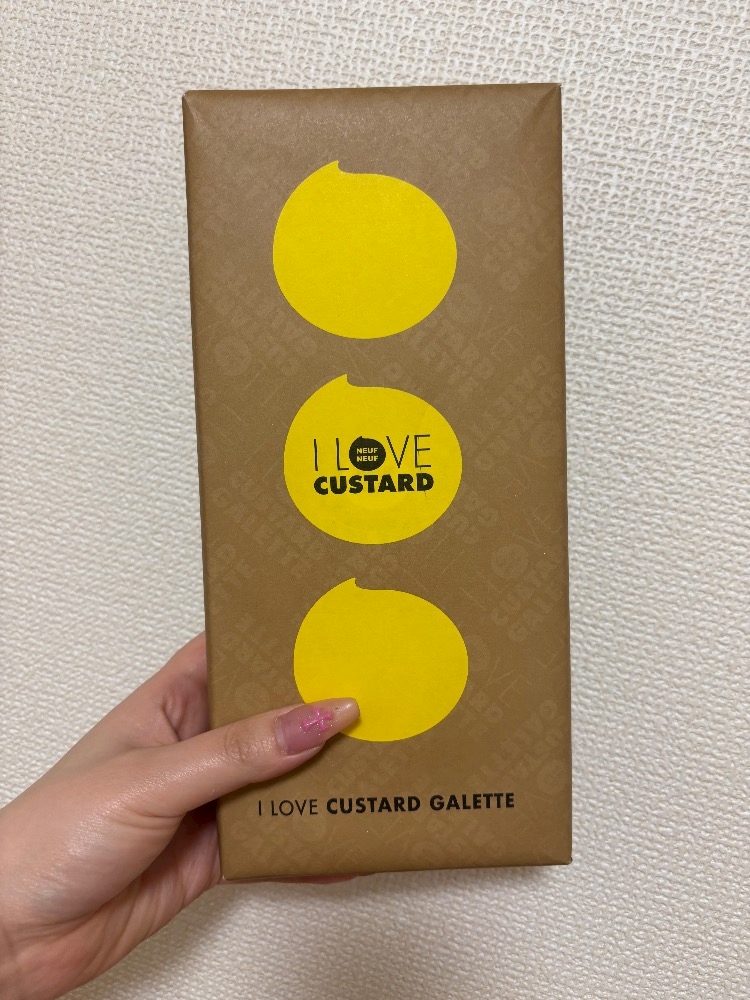 I LOVE
NEUF
NEUF
CUSTARD
I LOVE CUSTARD GALETTE